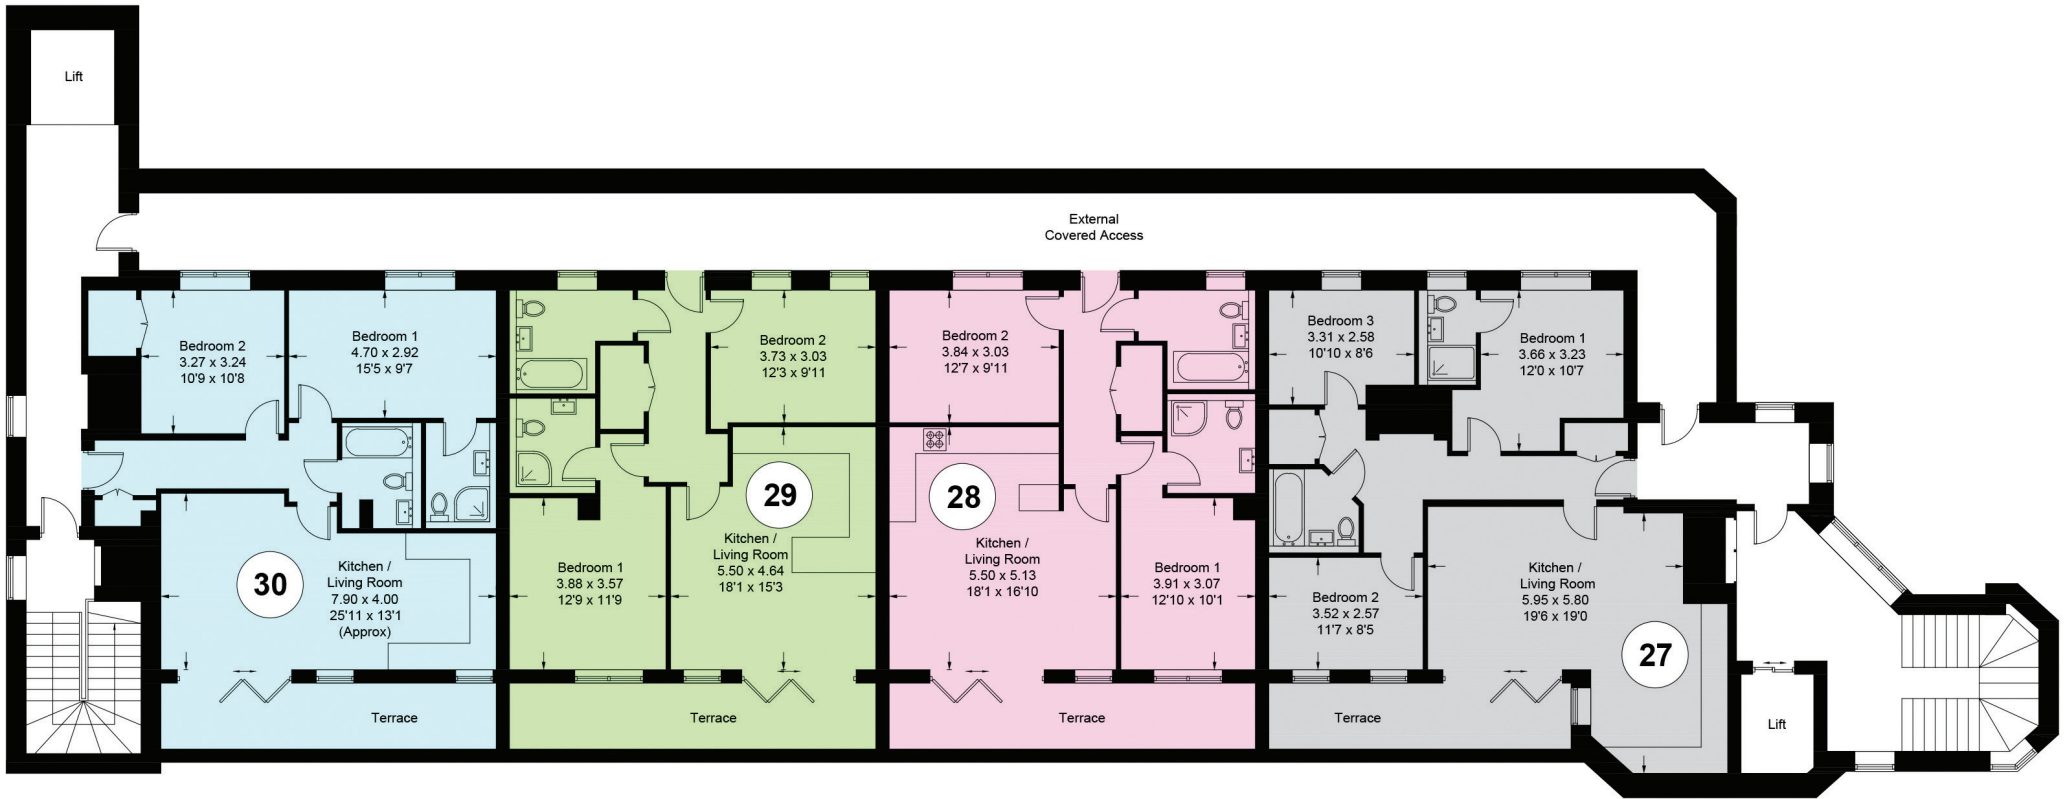 Lift
External
Covered Access
Bedroom 2
3.27 x 3.24
10'9 x 10'8
Bedroom 1
4.70 x 2.92
15'5 x 9'7
30
Kitchen /
Living Room
7.90 x 4.00
25'11 x 13'1
(Approx)
Terrace
Bedroom 2
3.73 x 3.03
12'3 x 9'11
29
Kitchen /
Living Room
5.50 x 4.64
18'1 x 15'3
Bedroom 1
3.88 x 3.57
12'9 x 11'9
Terrace
Bedroom 2
3.84 x 3.03
12'7 x 9'11
28
Kitchen /
Living Room
5.50 x 5.13
18'1 x 16'10
Bedroom 1
3.91 x 3.07
12'10 x 10'1
Terrace
Bedroom 3
3.31 x 2.58
10'10 x 8'6
Bedroom 1
3.66 x 3.23
12'0 x 10'7
Bedroom 2
3.52 x 2.57
11'7 x 8'5
Kitchen /
Living Room
5.95 x 5.80
19'6 x 19'0
27
Terrace
Lift